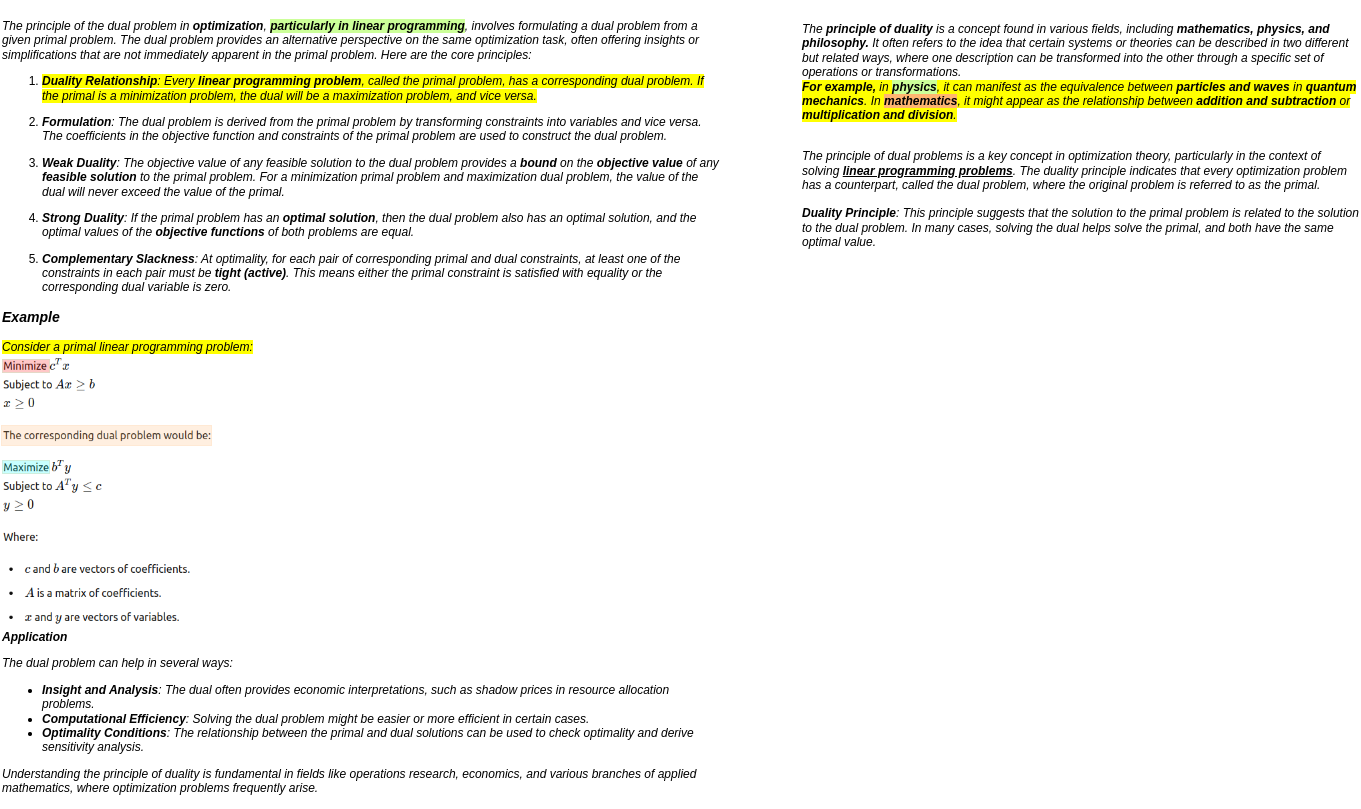 The principle of the dual problem in optimization, particularly in linear programming, involves formulating a dual problem from a
given primal problem. The dual problem provides an alternative perspective on the same optimization task, often offering insights or
simplifications that are not immediately apparent in the primal problem. Here are the core principles:
1. Duality Relationship: Every linear programming problem, called the primal problem, has a corresponding dual problem. If
the primal is a minimization problem, the dual will be a maximization problem, and vice versa.
2. Formulation: The dual problem is derived from the primal problem by transforming constraints into variables and vice versa.
The coefficients in the objective function and constraints of the primal problem are used to construct the dual problem.
3. Weak Duality: The objective value of any feasible solution to the dual problem provides a bound on the objective value of any
feasible solution to the primal problem. For a minimization primal problem and maximization dual problem, the value of the
dual will never exceed the value of the primal.
4. Strong Duality: If the primal problem has an optimal solution, then the dual problem also has an optimal solution, and the
optimal values of the objective functions of both problems are equal.
5. Complementary Slackness: At optimality, for each pair of corresponding primal and dual constraints, at least one of the
constraints in each pair must be tight (active). This means either the primal constraint is satisfied with equality or the
corresponding dual variable is zero.
Example
Consider a primal linear programming problem:
Minimize c^T x
Subject to Ax ≥ b
x ≥ 0
The corresponding dual problem would be:
Maximize b^T y
Subject to A^T y ≤ c
y ≥ 0
Where:
• c and b are vectors of coefficients.
• A is a matrix of coefficients.
• x and y are vectors of variables.
Application
The dual problem can help in several ways:
• Insight and Analysis: The dual often provides economic interpretations, such as shadow prices in resource allocation
problems.
• Computational Efficiency: Solving the dual problem might be easier or more efficient in certain cases.
• Optimality Conditions: The relationship between the primal and dual solutions can be used to check optimality and derive
sensitivity analysis.
Understanding the principle of duality is fundamental in fields like operations research, economics, and various branches of applied
mathematics, where optimization problems frequently arise.
The principle of duality is a concept found in various fields, including mathematics, physics, and
philosophy. It often refers to the idea that certain systems or theories can be described in two different
but related ways, where one description can be transformed into the other through a specific set of
operations or transformations.
For example, in physics, it can manifest as the equivalence between particles and waves in quantum
mechanics. In mathematics, it might appear as the relationship between addition and subtraction or
multiplication and division.
The principle of dual problems is a key concept in optimization theory, particularly in the context of
solving linear programming problems. The duality principle indicates that every optimization problem
has a counterpart, called the dual problem, where the original problem is referred to as the primal.
Duality Principle: This principle suggests that the solution to the primal problem is related to the solution
to the dual problem. In many cases, solving the dual helps solve the primal, and both have the same
optimal value.